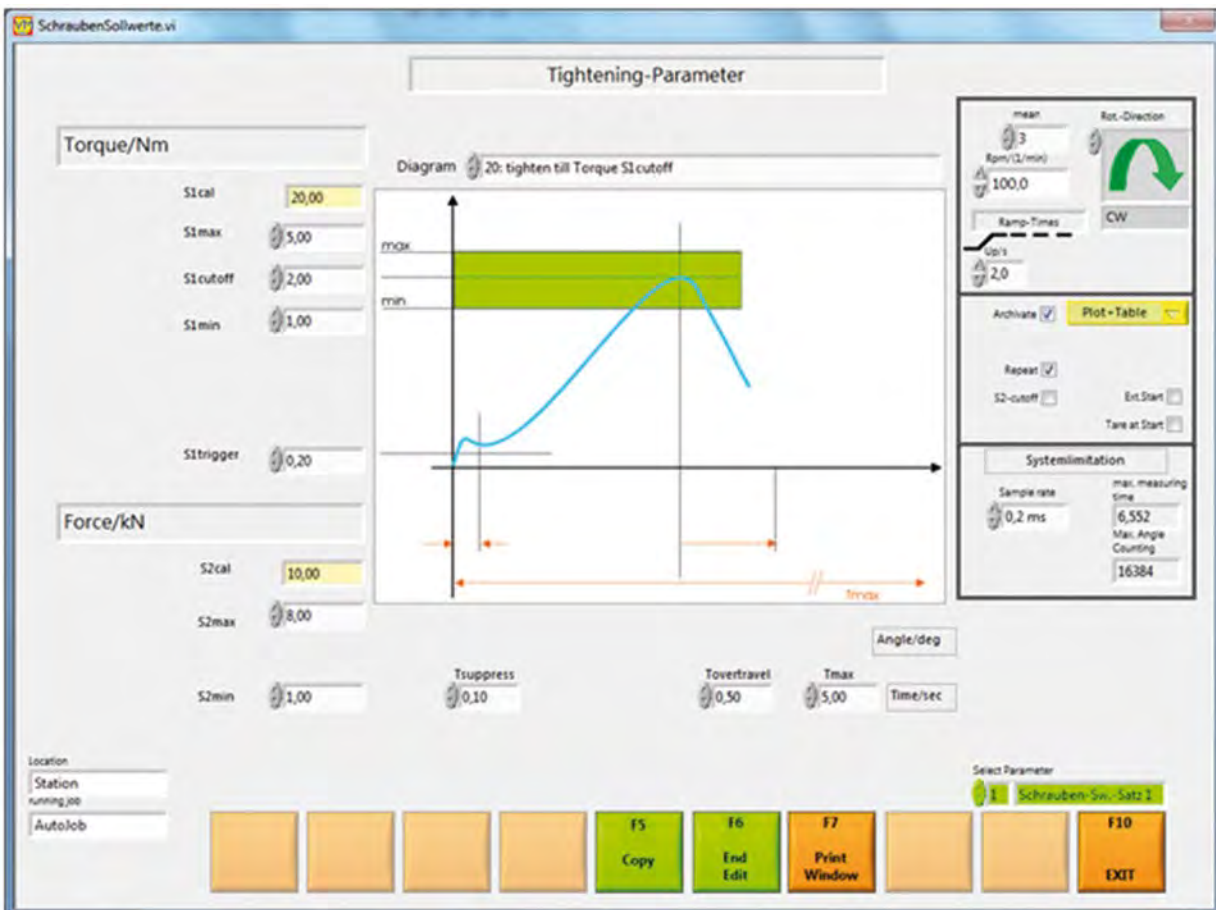 SchraubenSollwerte.vi
Tightening-Parameter
Torque/Nm
S1cal 20,00
S1max 5,00
S1cutoff 2,00
S1min 1,00
S1trigger 0,20
Force/kN
S2cal 10,00
S2max 8,00
S2min 1,00
Diagram 20: tighten till Torque S1cutoff
max
min
Tmax
Angle/deg
Tsuppress
0,10
Tovertravel
0,50
Tmax
5,00
Time/sec
mean
3
Rpm/(1/min)
100,0
Rot.-Direction
CW
Ramp-Times
Up/s
2,0
Archivate Plot+Table
Repeat
S2-cutoff
Ext.Start
Tare at Start
Systemlimitation
Sample rate
0,2 ms
max. measuring
time
6,552
Max. Angle
Counting
16384
Location
Station
running job
AutoJob
Select Parameter
1 Schrauben-Sw.-Satz 1
F5
Copy
F6
End
Edit
F7
Print
Window
F10
EXIT